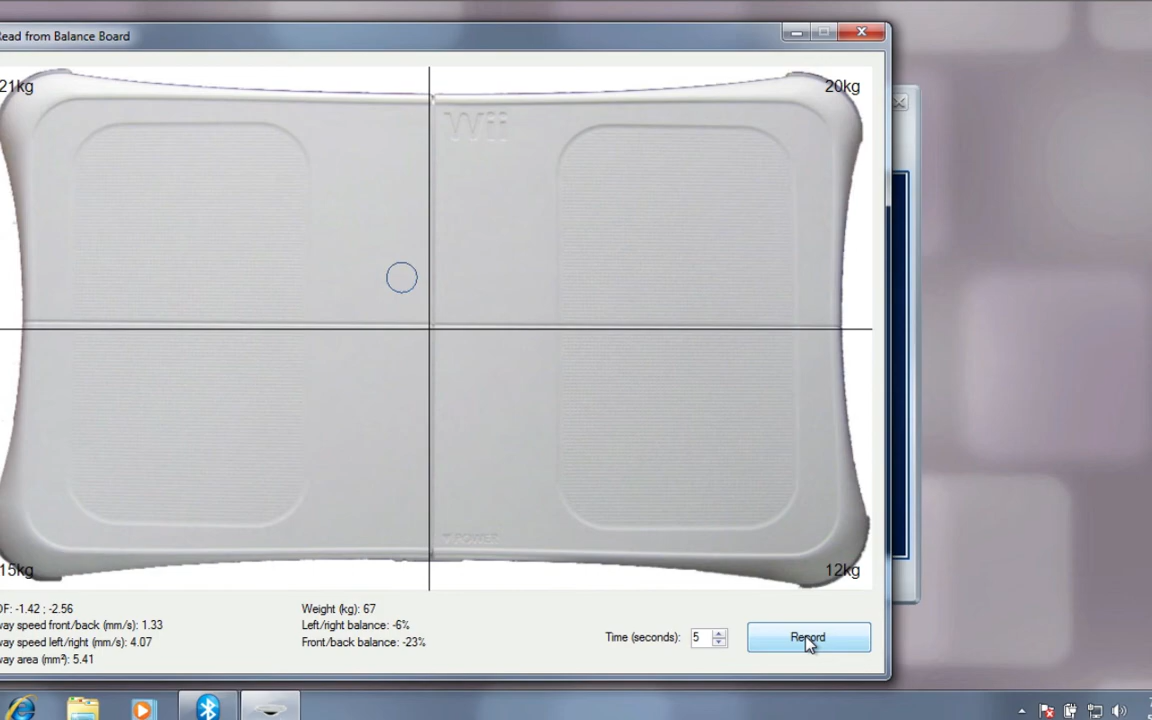 Read from Balance Board
21kg
20kg
Wii
POWER
15kg
12kg
OF: -1.42 ; -2.56
way speed front/back (mm/s): 1.33
way speed left/right (mm/s): 4.07
way area (mm²): 5.41
Weight (kg): 67
Left/right balance: -6%
Front/back balance: -23%
Time (seconds): 5
Record